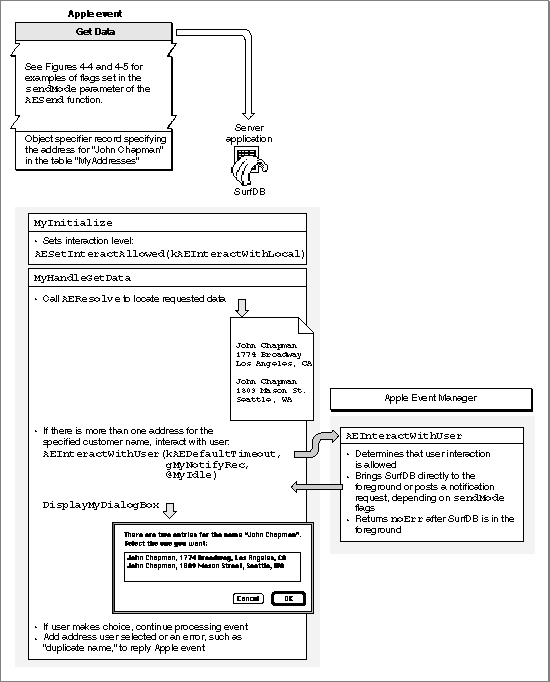 Apple event
Get Data
See Figures 4-4 and 4-5 for
examples of flags set in the
sendMode parameter of the
AESend function.
Object specifier record specifying
the address for "John Chapman"
in the table "MyAddresses"
Server
application
SurfDB
MyInitialize
• Sets interaction level:
AESetInteractAllowed(kAEInteractWithLocal)
MyHandleGetData
• Call AEResolve to locate requested data
John Chapman
1774 Broadway
Los Angeles, CA
John Chapman
1809 Mason St.
Seattle, WA
• If there is more than one address for the
specified customer name, interact with user:
AEInteractWithUser(kAEDefaultTimeout,
gMyNotifyRec,
@MyIdle)
Apple Event Manager
AEInteractWithUser
• Determines that user interaction
is allowed
• Brings SurfDB directly to the
foreground or posts a notification
request, depending on sendMode
flags
• Returns noErr after SurfDB is in the
foreground
DisplayMyDialogBox
There are two entries for the name "John Chapman".
Select the one you want:
John Chapman, 1774 Broadway, Los Angeles, CA
John Chapman, 1809 Mason Street, Seattle, WA
Cancel
OK
• If user makes choice, continue processing event
• Add address user selected or an error, such as
"duplicate name," to reply Apple event